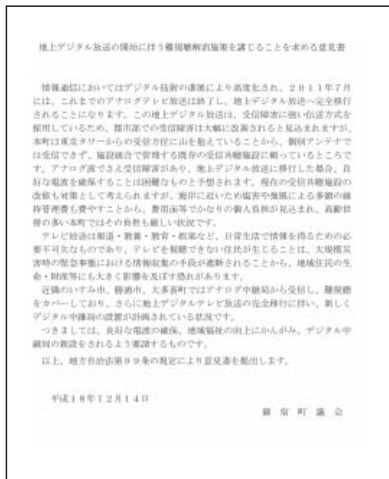 地上デジタル放送の開始に伴う難視聴解消施策を講じることを求める意見書
情報通信においてはデジタル技術の進展により高度化され、2011年7月
には、これまでのアナログテレビ放送は終了し、地上デジタル放送へ完全移行
されることになります。この地上デジタル放送は、受信障害に強い伝送方式を
採用しているため、都市部での受信障害は大幅に改善されると見込まれますが、
本町は東京タワーからの受信方位に山を抱えていることから、個別アンテナで
は受信できず、施設組合で管理する既存の受信共聴施設に頼っているところで
す。アナログ波でさえ受信障害があり、地上デジタル放送に移行した場合、良
好な電波を確保することは困難なものと予想されます。現在の受信共聴施設の
改修も対策として考えられますが、海岸に近いため塩害や強風による多額の維
持管理費も費やすことから、費用面等でかなりの個人負担が見込まれ、高齢世
帯の多い本町ではその負担も厳しい状況です。
テレビ放送は報道・教養・教育・娯楽など、日常生活で情報を得るための必
要不可欠なものであり、テレビを視聴できない住民が生じることは、大規模災
害時の緊急事態における情報収集の手段が遮断されることから、地域住民の生
命・財産等にも大きく影響を及ぼす恐れがあります。
近隣のいすみ市、勝浦市、大多喜町ではアナログ中継局から受信し、難視聴
をカバーしており、さらに地上デジタルテレビ放送の完全移行に伴い、新しく
デジタル中継局の設置が計画されている状況です。
つきましては、良好な電波の確保、地域福祉の向上にかんがみ、デジタル中
継局の新設をされるよう要請するものです。
以上、地方自治法第99条の規定により意見書を提出します。
平成18年12月14日
御宿町議会